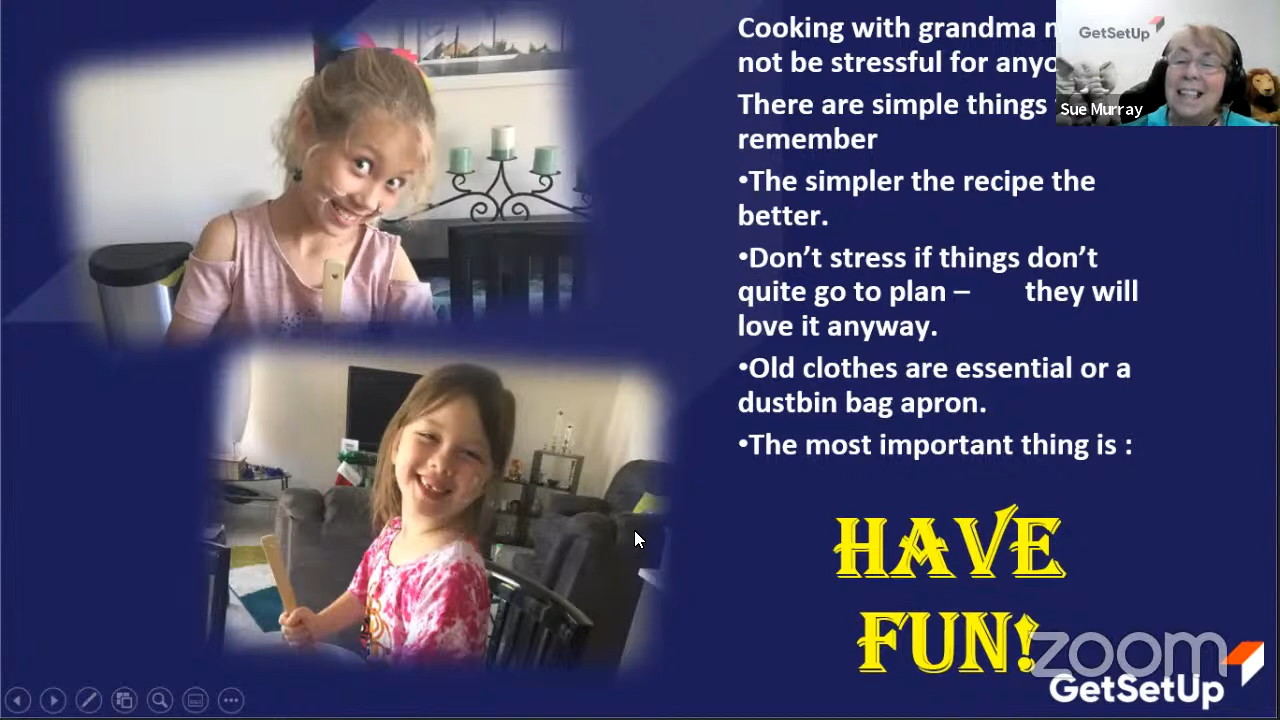 Cooking with grandma
not be stressful for
There are simple things
remember
•The simpler the recipe the
better.
•Don’t stress if things don’t
quite go to plan – they will
love it anyway.
•Old clothes are essential or a
dustbin bag apron.
•The most important thing is :
HAVE
FUN!
GetSetUp
Sue Murray
zoom
GetSetUp